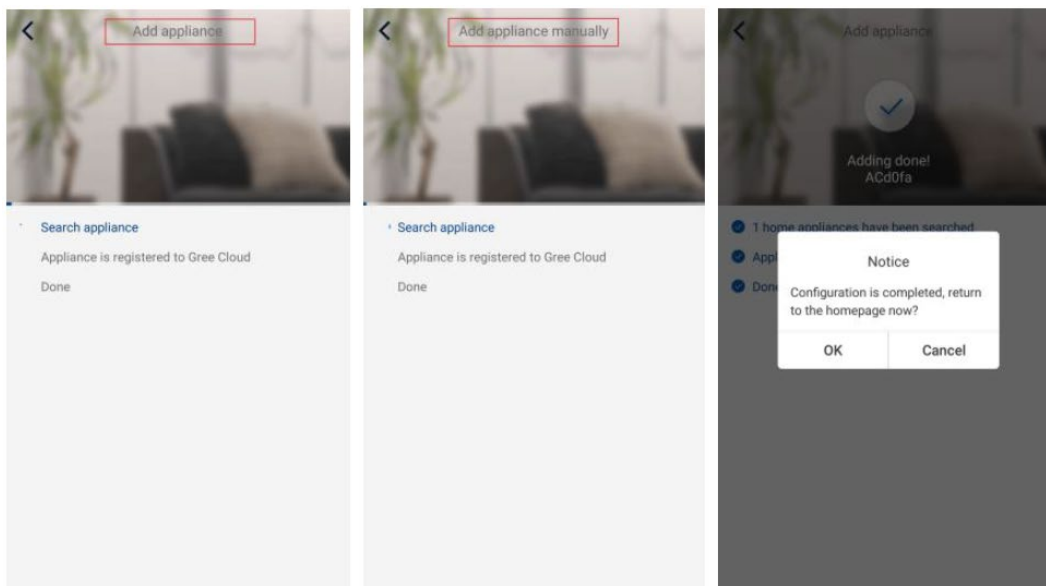 Add appliance
Search appliance
Appliance is registered to Gree Cloud
Done
Add appliance manually
Search appliance
Appliance is registered to Gree Cloud
Done
Add appliance
Adding done!
ACd0fa
1 home appliances have been searched
Appl
Done
Notice
Configuration is completed, return
to the homepage now?
OK
Cancel